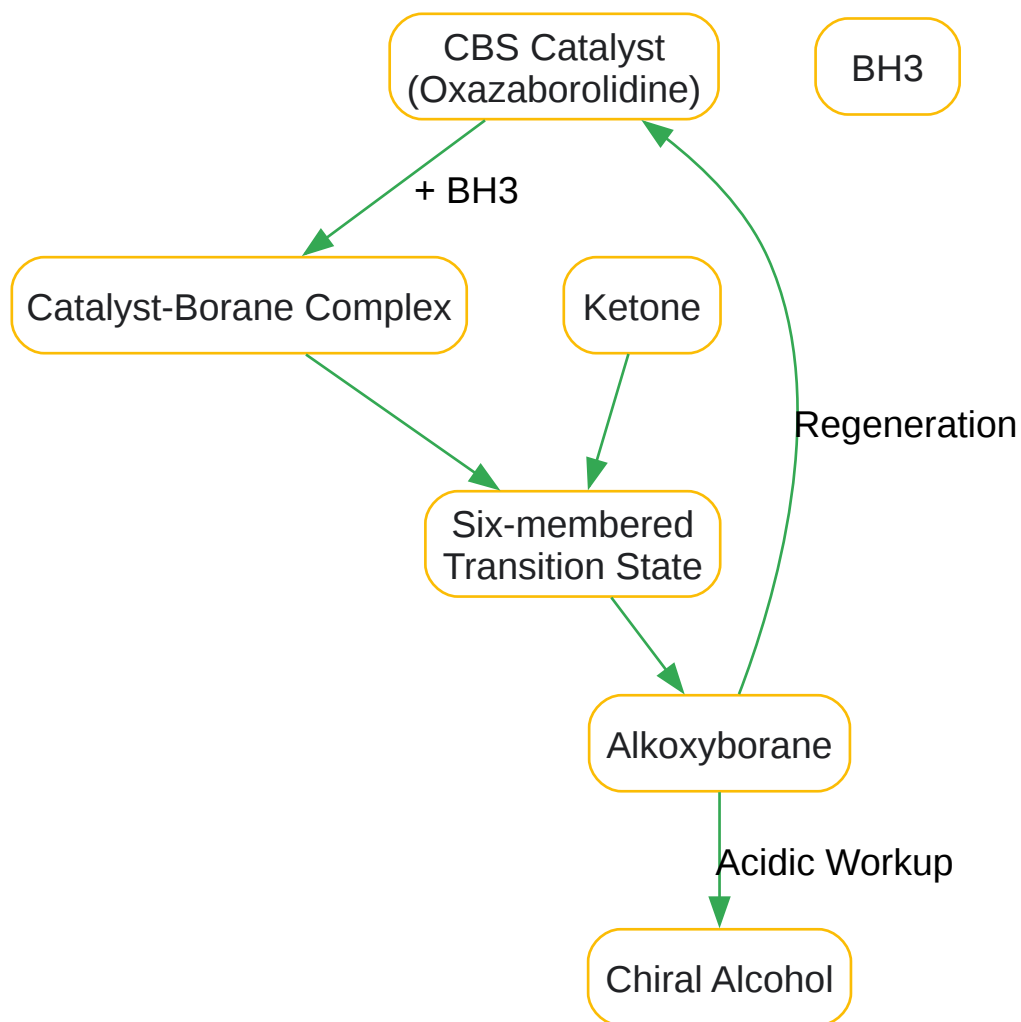 CBS Catalyst
(Oxazaborolidine)
BH3
+ BH3
Catalyst-Borane Complex
Ketone
Regeneration
Six-membered
Transition State
Alkoxyborane
Acidic Workup
Chiral Alcohol